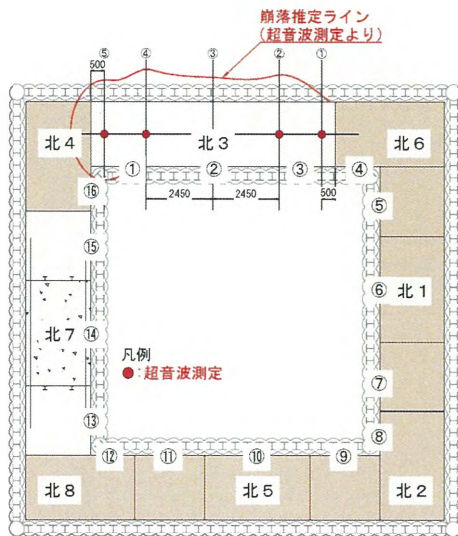 崩落推定ライン
(超音波測定より)
⑤ ④ ③ ② ①
500
北4 北3 北6
① ② ③ ④
2450 2450 500
⑯ ⑤
⑮
⑥ 北1
北7 ⑭
凡例
●:超音波測定
⑦
⑬ ⑧
⑫ ⑪ ⑩ ⑨
北8 北5 北2